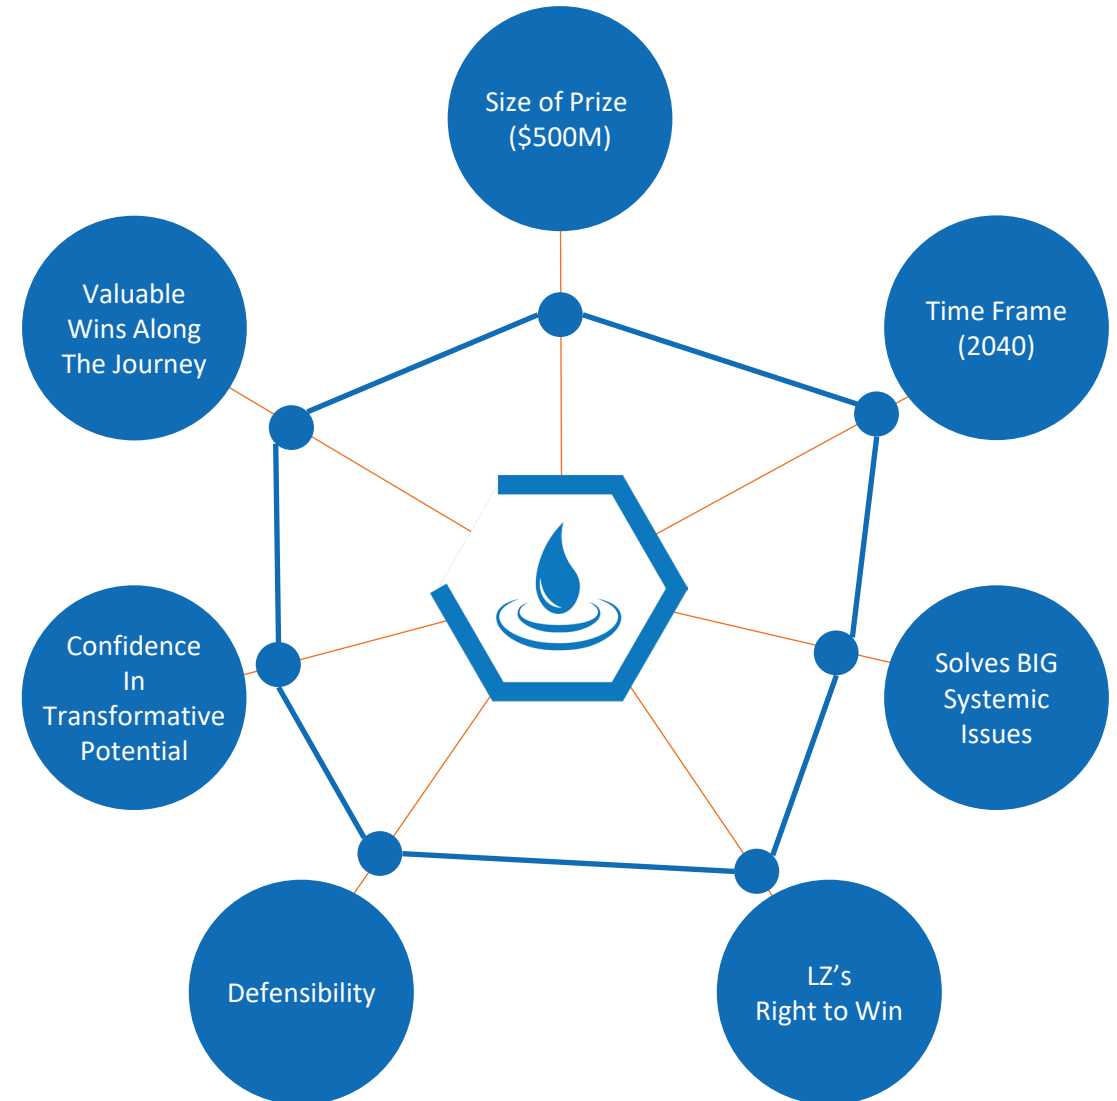 Size of Prize
($500M)
Time Frame
(2040)
Solves BIG
Systemic
Issues
LZ’s
Right to Win
Defensibility
Confidence
In
Transformative
Potential
Valuable
Wins Along
The Journey